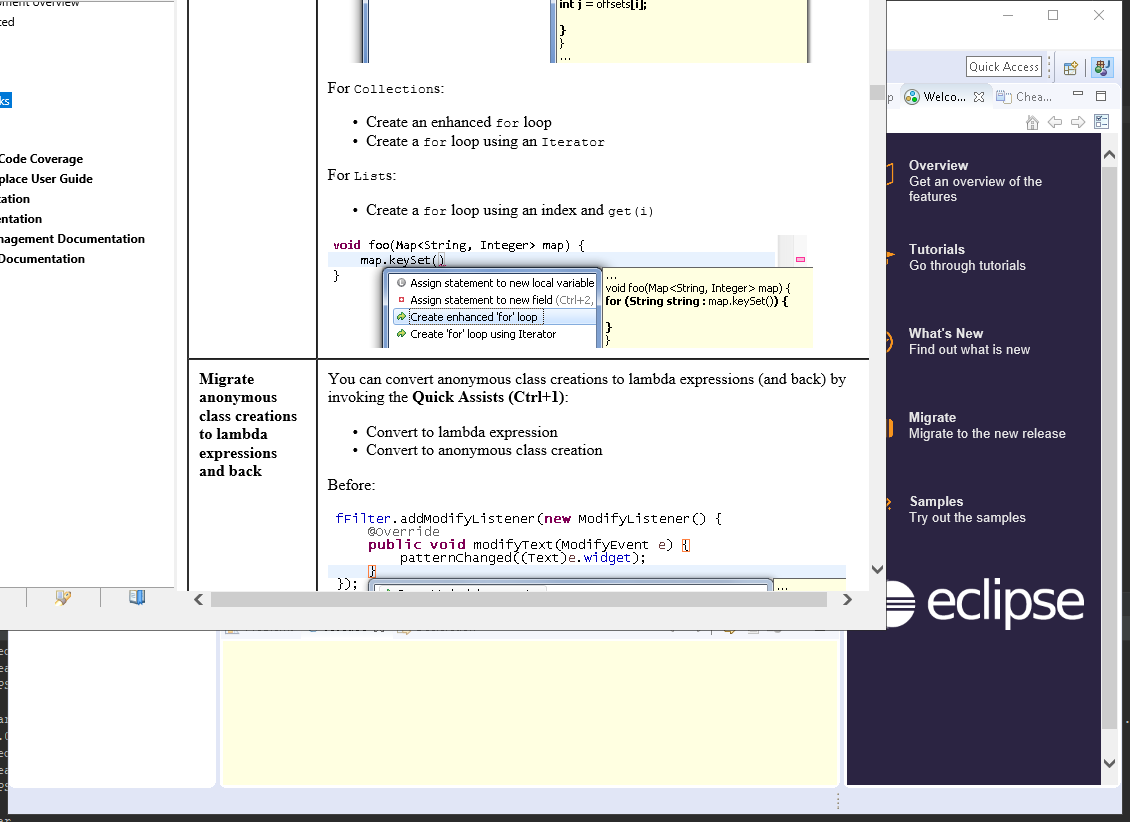 ted
ks
Code Coverage
place User Guide
tation
entation
nagement Documentation
Documentation
int j = offsets[i];
}
}
...
For Collections:
• Create an enhanced for loop
• Create a for loop using an Iterator
For Lists:
• Create a for loop using an index and get(i)
void foo(Map<String, Integer> map) {
map.keySet()
}
Assign statement to new local variable
Assign statement to new field (Ctrl+2,
Create enhanced 'for' loop
Create 'for' loop using Iterator
...
void foo(Map<String, Integer> map) {
for (String string : map.keySet()) {
}
}
Migrate
anonymous
class creations
to lambda
expressions
and back
You can convert anonymous class creations to lambda expressions (and back) by
invoking the Quick Assists (Ctrl+1):
• Convert to lambda expression
• Convert to anonymous class creation
Before:
fFilter.addModifyListener(new ModifyListener() {
@Override
public void modifyText(ModifyEvent e) {
patternChanged((Text)e.widget);
}
});
...
Quick Access
p
Welco...
Chea...
Overview
Get an overview of the
features
Tutorials
Go through tutorials
What's New
Find out what is new
Migrate
Migrate to the new release
Samples
Try out the samples
eclipse